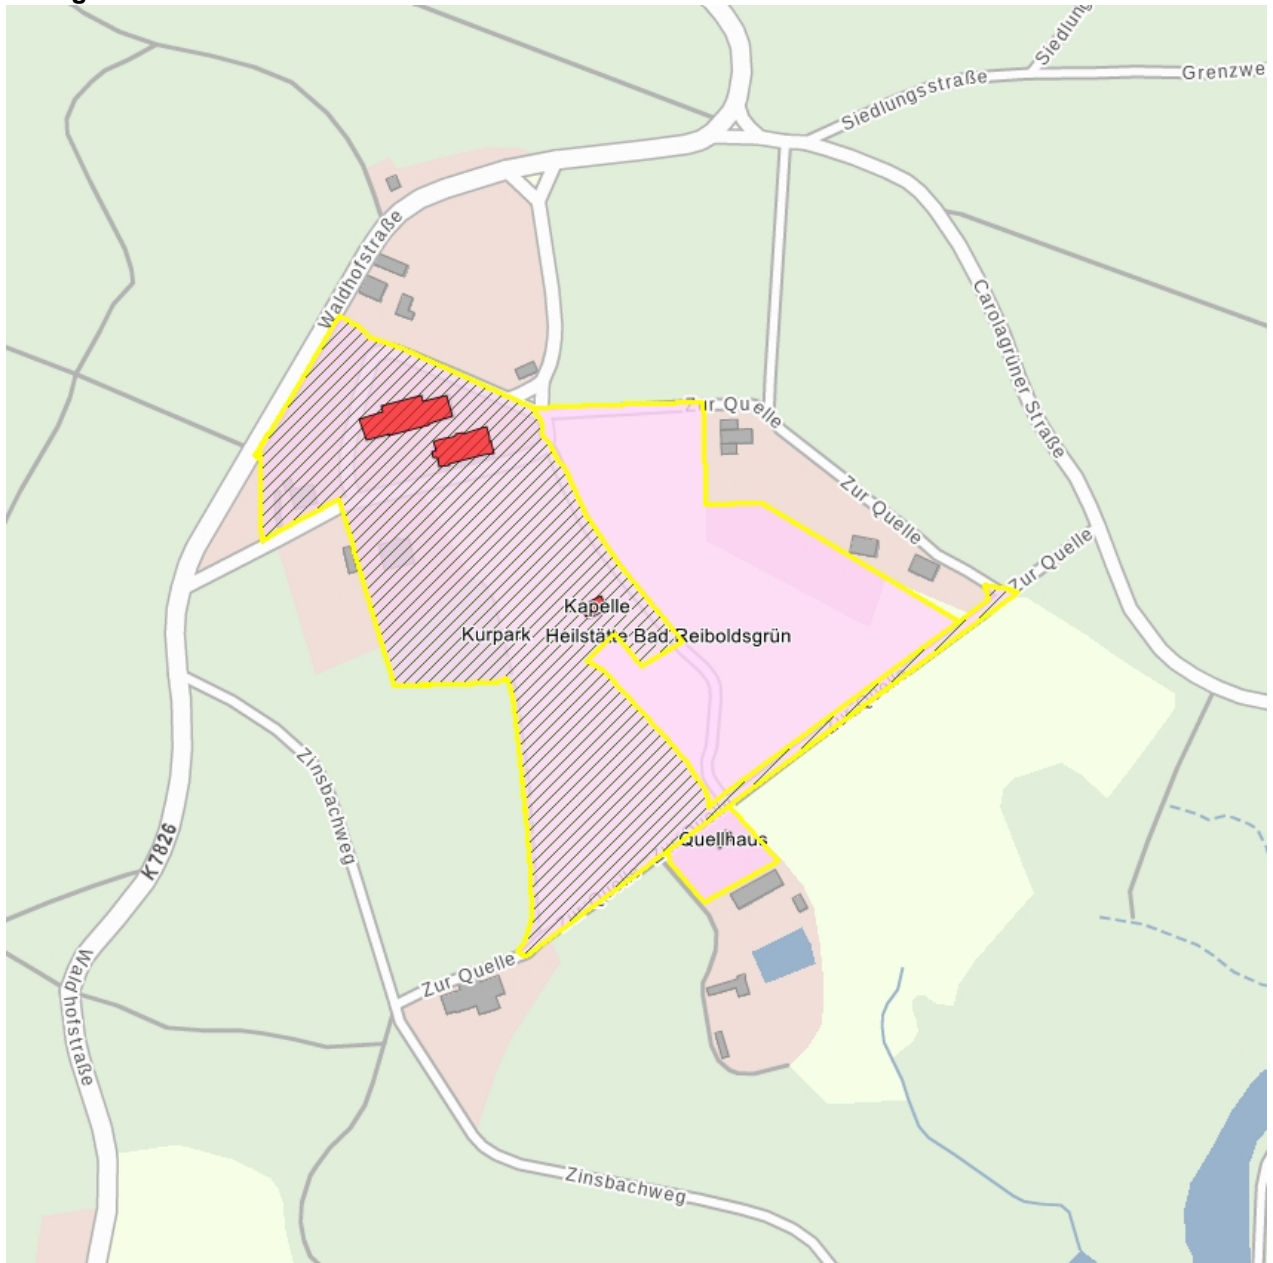 Siedlung
Grenzwe
Siedlungsstraße
Waldhofstraße
Carolagrüner Straße
Zur Quelle
Zur Quelle
Zur Quelle
Kapelle
Kurpark
Heilstätte Bad Reiboldsgrün
Zinsbachweg
K7826
Quellhaus
Zur Quelle
Waldhofstraße
Zinsbachweg